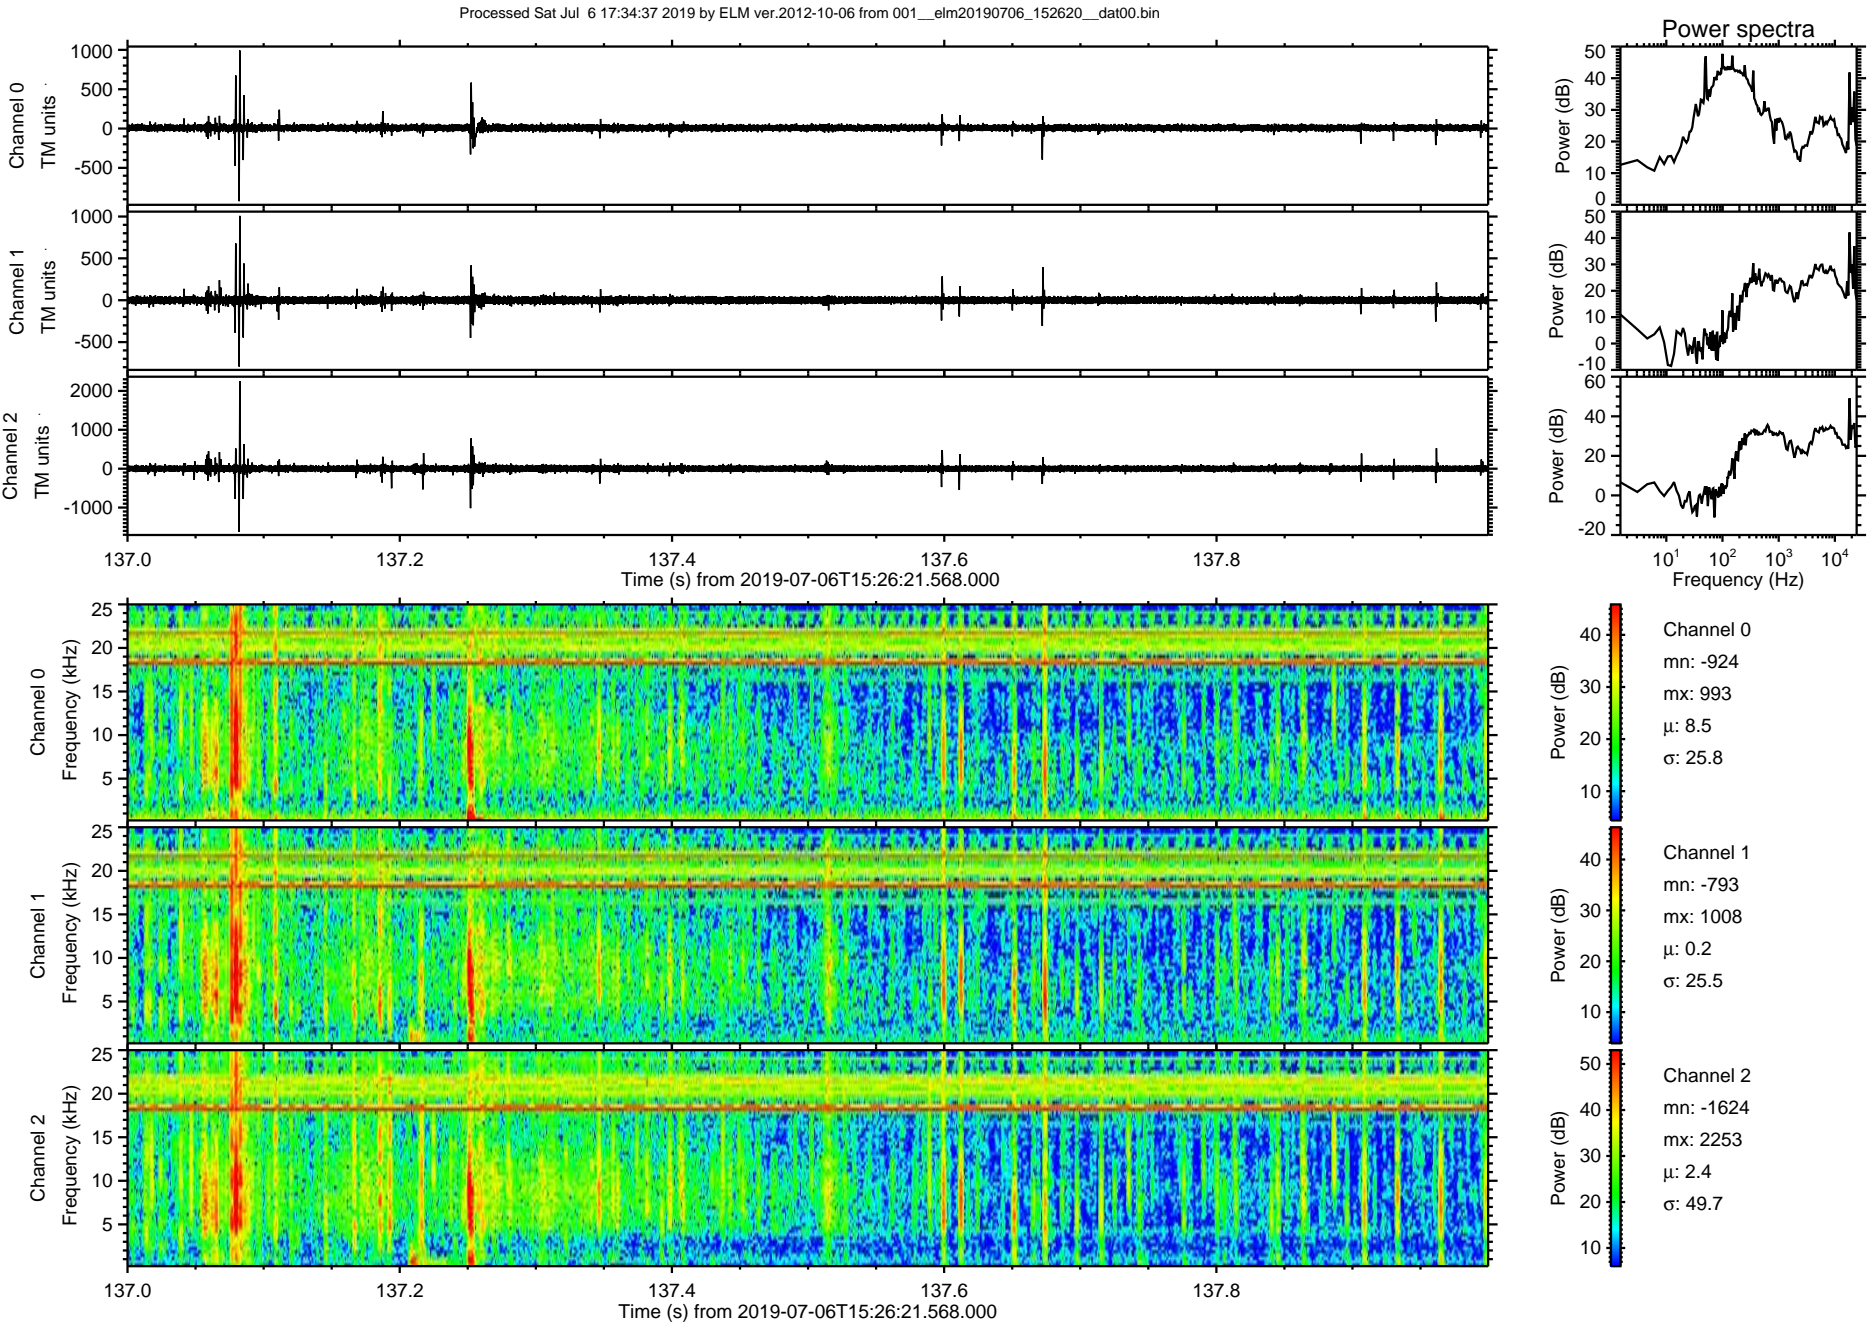 Processed Sat Jul  6 17:34:37 2019 by ELM ver.2012-10-06 from 001__elm20190706_152620__dat00.bin
Power spectra
Channel 0
TM units
1000
500
0
-500
Power (dB)
50
40
30
20
10
0
Channel 1
TM units
1000
500
0
-500
Power (dB)
50
40
30
20
10
0
-10
Channel 2
TM units
2000
1000
0
-1000
Power (dB)
60
40
20
0
-20
137.0 137.2 137.4 137.6 137.8
Time (s) from 2019-07-06T15:26:21.568.000
10¹ 10² 10³ 10⁴
Frequency (Hz)
Channel 0
Frequency (kHz)
25
20
15
10
5
Power (dB)
40
30
20
10
Channel 0
mn: -924
mx: 993
µ: 8.5
σ: 25.8
Channel 1
Frequency (kHz)
25
20
15
10
5
Power (dB)
40
30
20
10
Channel 1
mn: -793
mx: 1008
µ: 0.2
σ: 25.5
Channel 2
Frequency (kHz)
25
20
15
10
5
Power (dB)
50
40
30
20
10
Channel 2
mn: -1624
mx: 2253
µ: 2.4
σ: 49.7
137.0 137.2 137.4 137.6 137.8
Time (s) from 2019-07-06T15:26:21.568.000